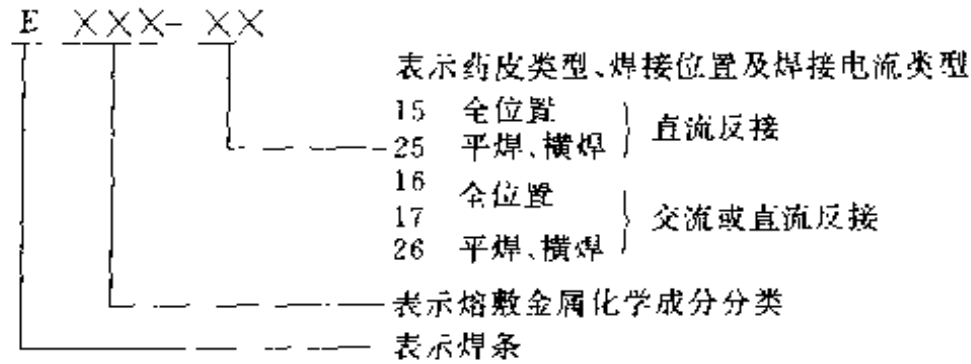 E ×××-××
表示药皮类型、焊接位置及焊接电流类型
15 全位置
直流反接
25 平焊、横焊
16
全位置
17
交流或直流反接
26 平焊、横焊
表示熔敷金属化学成分分类
表示焊条